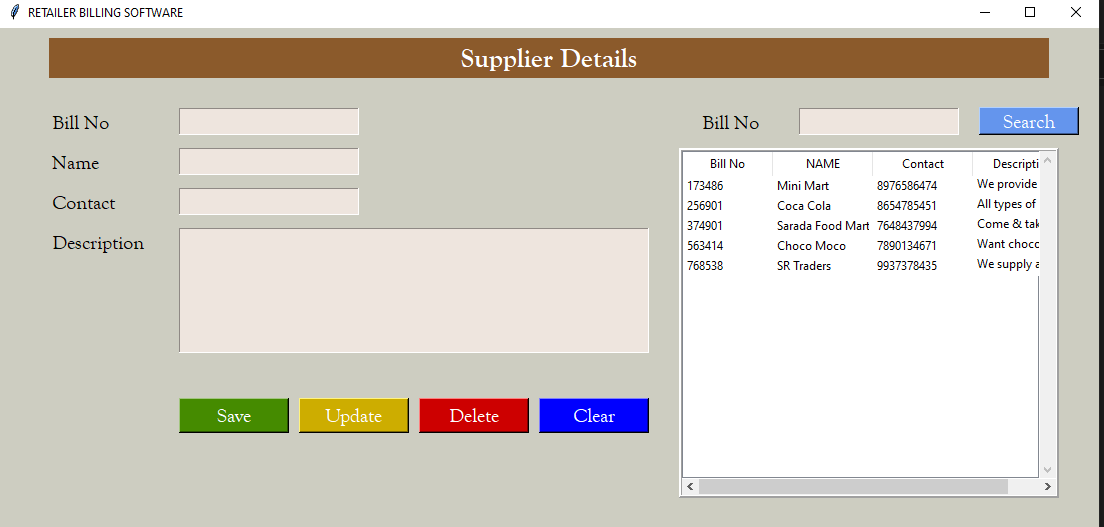 RETAILER BILLING SOFTWARE
Supplier Details
Bill No
Name
Contact
Description
Save Update Delete Clear
Bill No Search
Bill No NAME Contact Descripti
173486 Mini Mart 8976586474 We provide
256901 Coca Cola 8654785451 All types of
374901 Sarada Food Mart 7648437994 Come & tak
563414 Choco Moco 7890134671 Want choco
768538 SR Traders 9937378435 We supply a